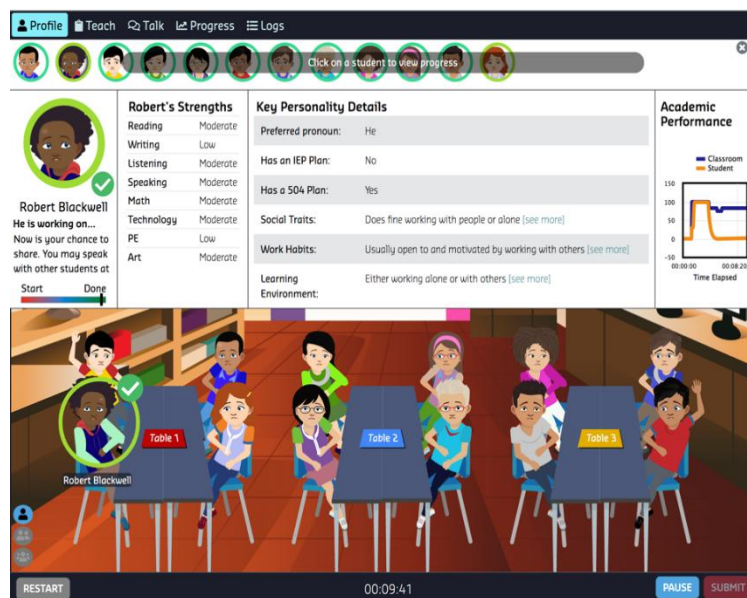 Profile Teach Talk Progress Logs
Click on a student to view progress
Robert Blackwell
He is working on...
Now is your chance to
share. You may speak
with other students at
Start Done
Robert's Strengths
Reading Moderate
Writing Low
Listening Moderate
Speaking Moderate
Math Moderate
Technology Moderate
PE Low
Art Moderate
Key Personality Details
Preferred pronoun: He
Has an IEP Plan: No
Has a 504 Plan: Yes
Social Traits: Does fine working with people or alone [see more]
Work Habits: Usually open to and motivated by working with others [see more]
Learning
Environment: Either working alone or with others [see more]
Academic
Performance
Classroom
Student
150
100
50
0
-50
00:00:00 00:08:20
Time Elapsed
Table 1 Table 2 Table 3
Robert Blackwell
RESTART 00:09:41 PAUSE SUBMIT